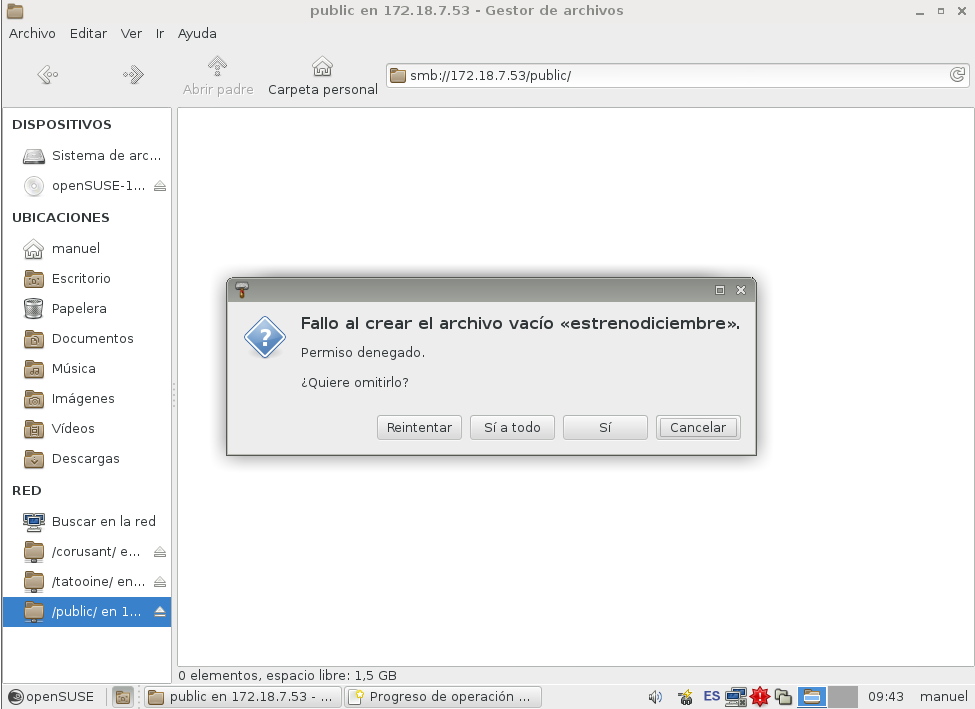 public en 172.18.7.53 - Gestor de archivos
Archivo Editar Ver Ir Ayuda
Abrir padre Carpeta personal smb://172.18.7.53/public/
DISPOSITIVOS
Sistema de arc...
openSUSE-1...
UBICACIONES
manuel
Escritorio
Papelera
Documentos
Música
Imágenes
Vídeos
Descargas
RED
Buscar en la red
/corusant/ e...
/tatooine/ en...
/public/ en 1...
Fallo al crear el archivo vacío «estrenodiciembre».
Permiso denegado.
¿Quiere omitirlo?
Reintentar Sí a todo Sí Cancelar
0 elementos, espacio libre: 1,5 GB
openSUSE public en 172.18.7.53 - ... Progreso de operación ... ES 09:43 manuel